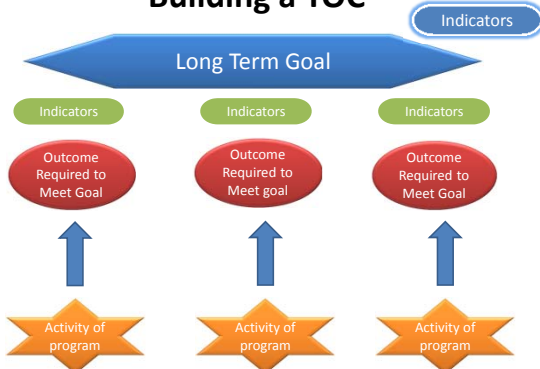 Building a TOC
Indicators
Long Term Goal
Indicators
Indicators
Indicators
Outcome
Required to
Meet Goal
Outcome
Required to
Meet goal
Outcome
Required to
Meet Goal
Activity of
program
Activity of
program
Activity of
program